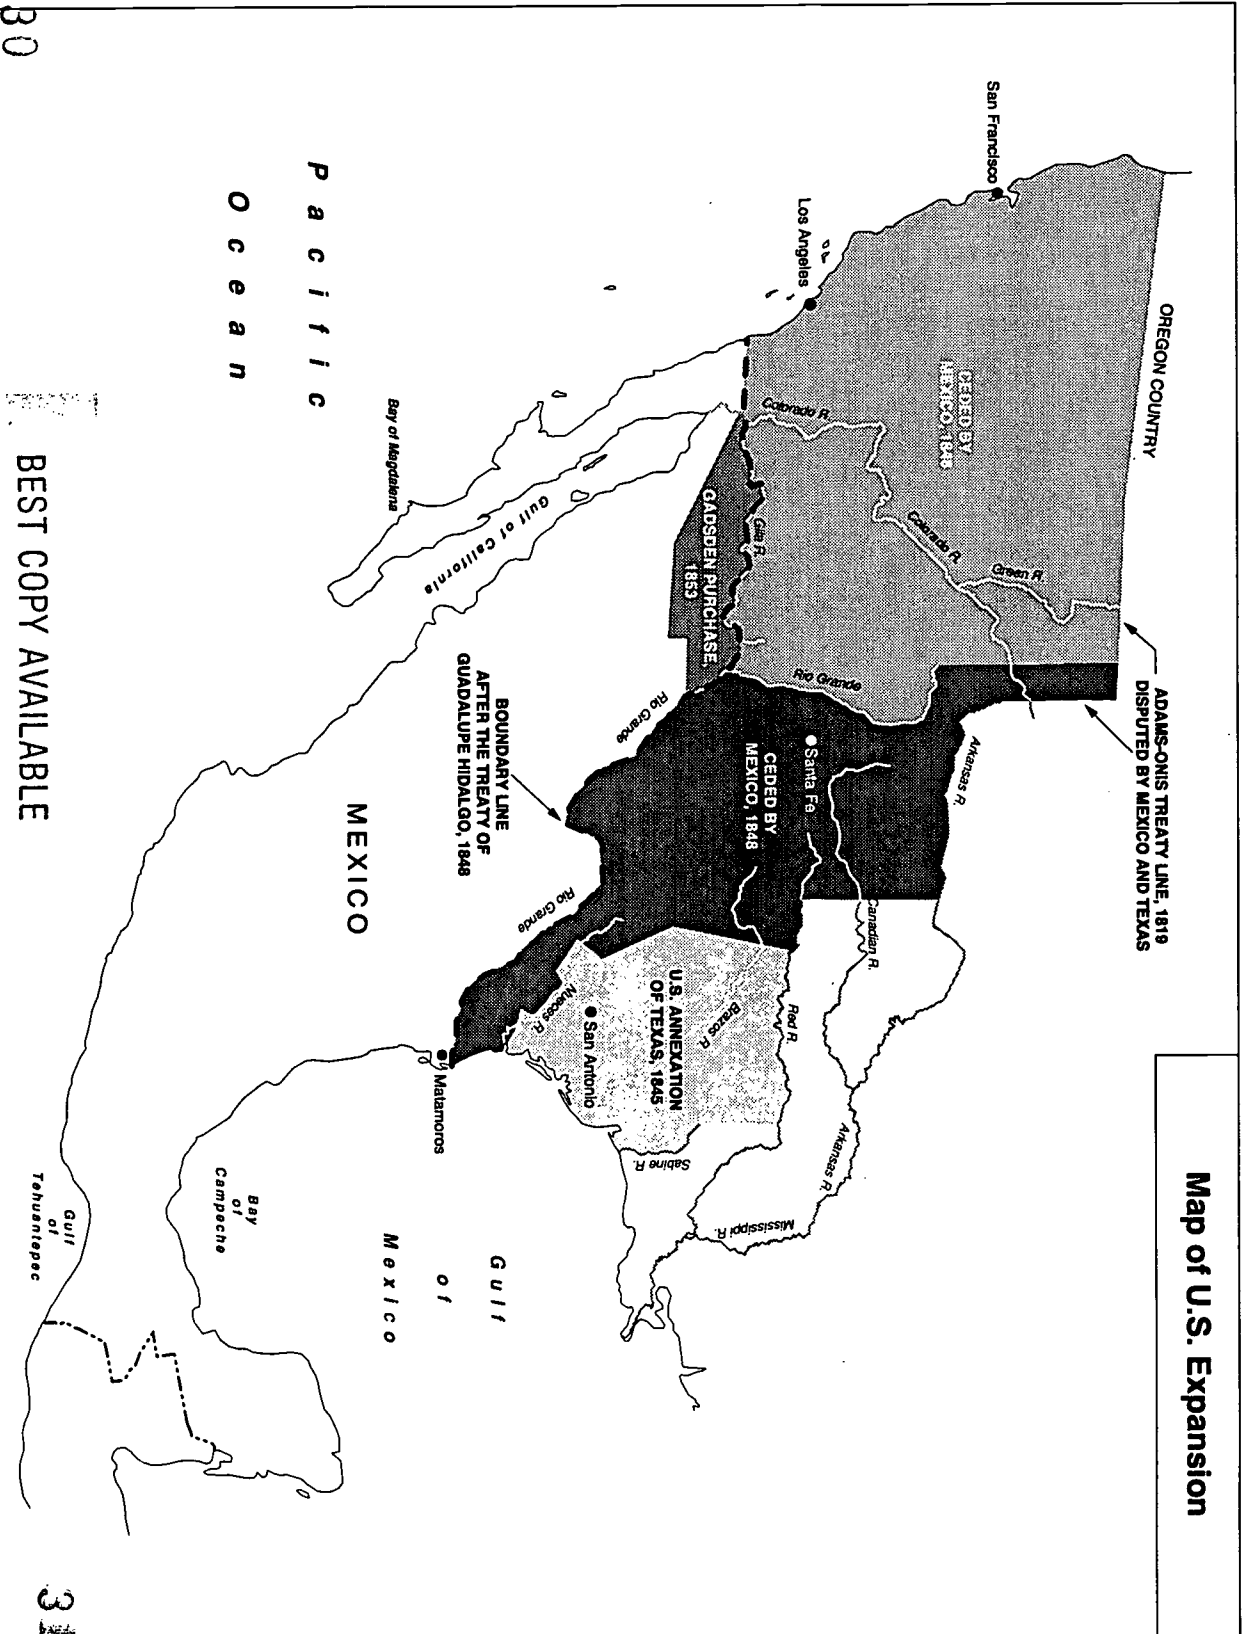 Map of U.S. Expansion
OREGON COUNTRY
ADAMS-ONIS TREATY LINE, 1819
DISPUTED BY MEXICO AND TEXAS
San Francisco
CEDED BY
MEXICO, 1848
Green R.
Colorado R.
Arkansas R.
Los Angeles
Colorado R.
Gila R.
Rio Grande
Santa Fe
CEDED BY
MEXICO, 1848
Canadian R.
Arkansas R.
Red R.
Mississippi R.
GADSDEN PURCHASE,
1853
Rio Grande
Brazos R.
U.S. ANNEXATION
OF TEXAS, 1845
Sabine R.
San Antonio
Nueces R.
Rio Grande
BOUNDARY LINE
AFTER THE TREATY OF
GUADALUPE HIDALGO, 1848
Gulf of California
Bay of Magdalena
Matamoros
MEXICO
Pacific
Ocean
Gulf
of
Mexico
Bay
of
Campeche
Gulf
of
Tehuantepec
BEST COPY AVAILABLE
30